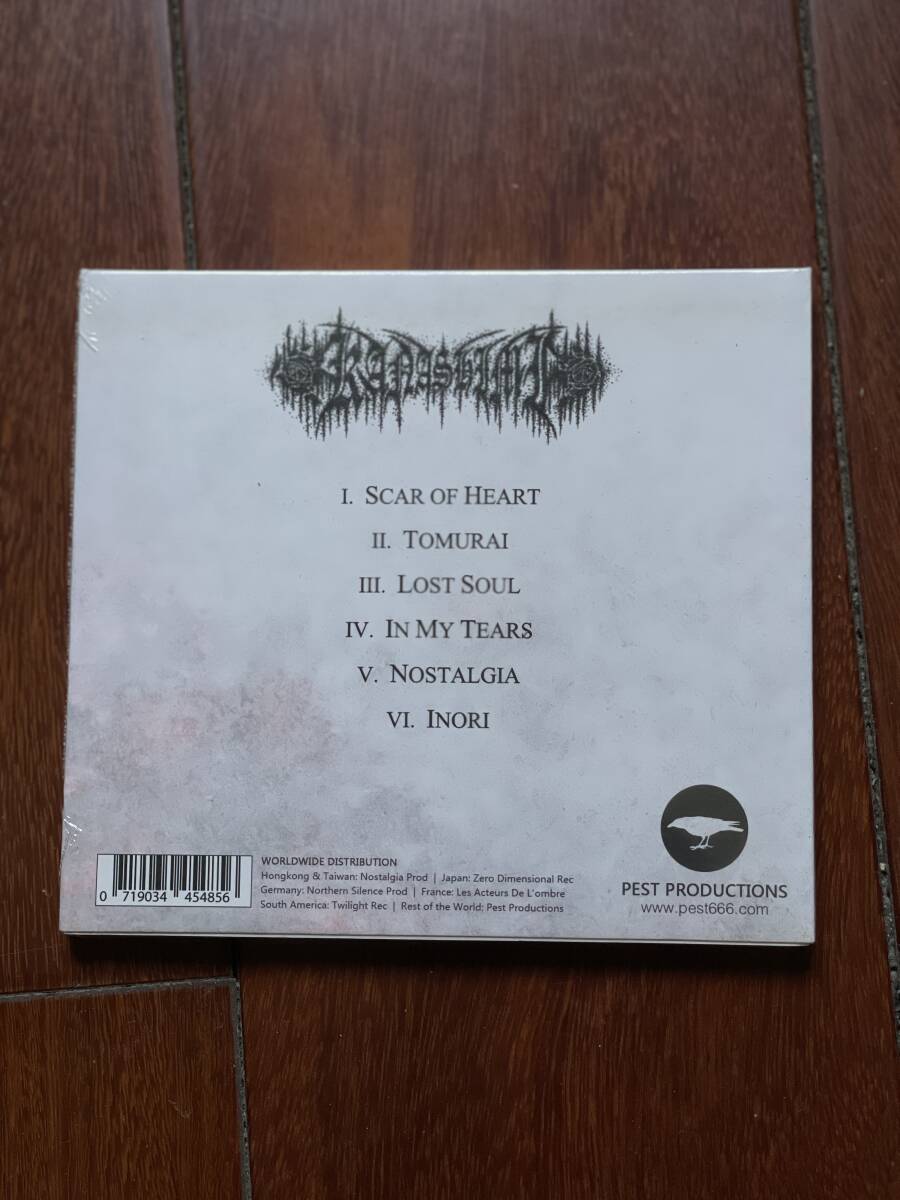 KANASHIMI
I. SCAR OF HEART
II. TOMURAI
III. LOST SOUL
IV. IN MY TEARS
V. NOSTALGIA
VI. INORI
WORLDWIDE DISTRIBUTION
Hongkong & Taiwan: Nostalgia Prod | Japan: Zero Dimensional Rec
Germany: Northern Silence Prod | France: Les Acteurs De L'ombre
South America: Twilight Rec | Rest of the World: Pest Productions
0 719034 454856
PEST PRODUCTIONS
www.pest666.com